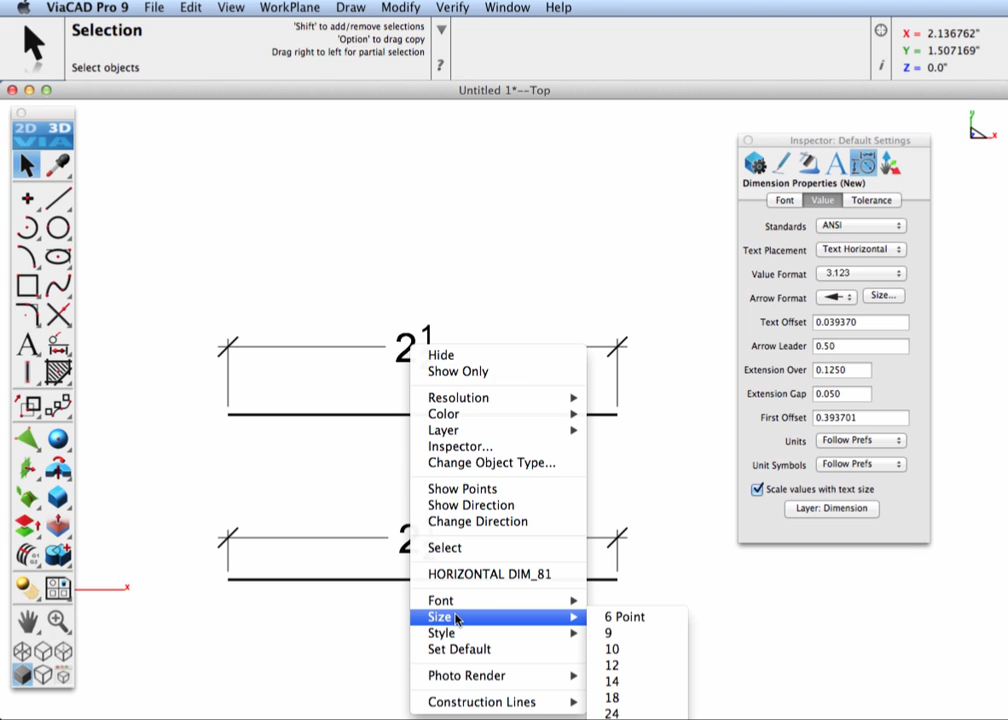 ViaCAD Pro 9 File Edit View WorkPlane Draw Modify Verify Window Help
Selection
'Shift' to add/remove selections
'Option' to drag copy
Drag right to left for partial selection
Select objects
?
i
X = 2.136762"
Y = 1.507169"
Z = 0.0"
Untitled 1*--Top
2D 3D
VIA
A
y
x
x
2 1
2
Hide
Show Only
Resolution
Color
Layer
Inspector...
Change Object Type...
Show Points
Show Direction
Change Direction
Select
HORIZONTAL DIM_81
Font
Size
Style
Set Default
Photo Render
Construction Lines
6 Point
9
10
12
14
18
24
Inspector: Default Settings
A
Dimension Properties (New)
Font Value Tolerance
Standards ANSI
Text Placement Text Horizontal
Value Format 3.123
Arrow Format Size...
Text Offset 0.039370
Arrow Leader 0.50
Extension Over 0.1250
Extension Gap 0.050
First Offset 0.393701
Units Follow Prefs
Unit Symbols Follow Prefs
Scale values with text size
Layer: Dimension